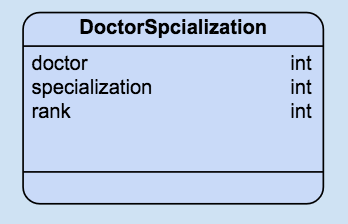 DoctorSpcialization
doctor int
specialization int
rank int